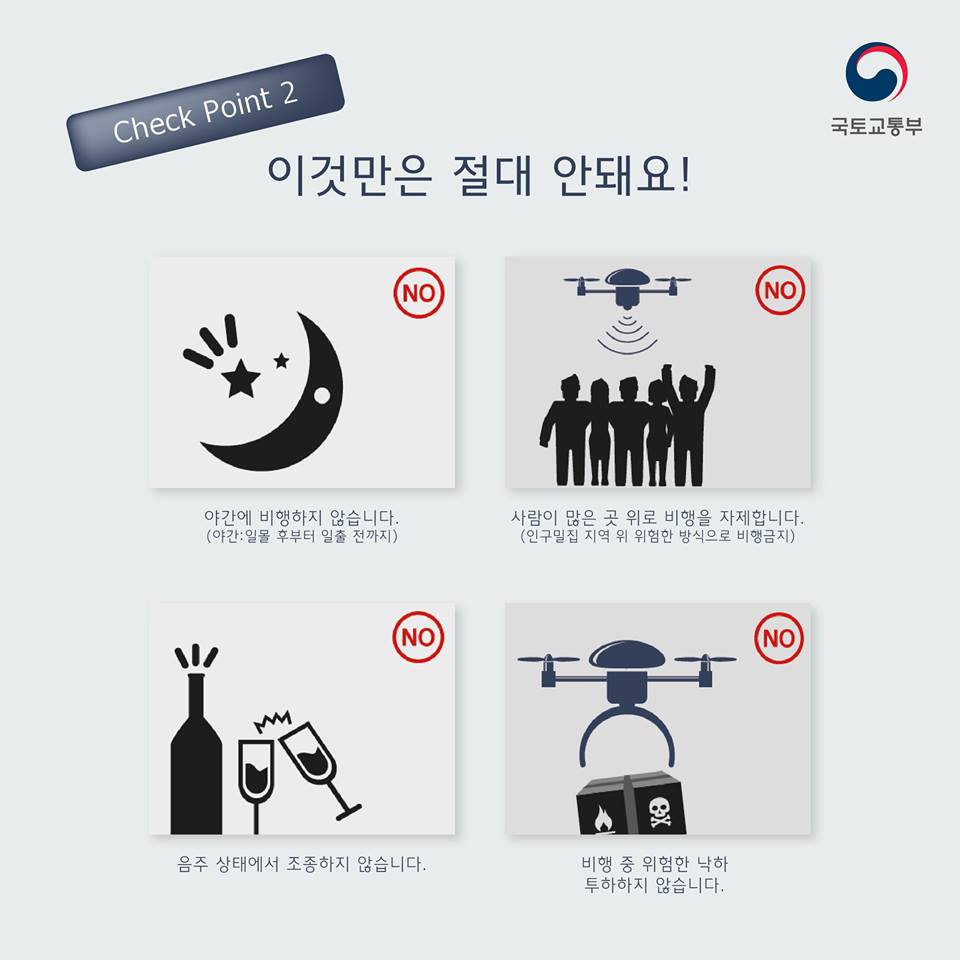 Check Point 2
국토교통부
이것만은 절대 안돼요!
NO
NO
야간에 비행하지 않습니다.
(야간:일몰 후부터 일출 전까지)
사람이 많은 곳 위로 비행을 자제합니다.
(인구밀집 지역 위 위험한 방식으로 비행금지)
NO
NO
음주 상태에서 조종하지 않습니다.
비행 중 위험한 낙하
투하하지 않습니다.